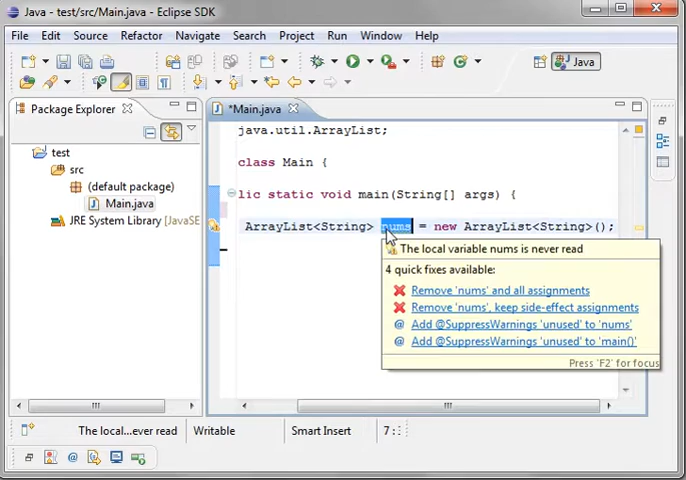 Java - test/src/Main.java - Eclipse SDK
File Edit Source Refactor Navigate Search Project Run Window Help
Java
Package Explorer
*Main.java
test
src
(default package)
Main.java
JRE System Library [JavaSE
java.util.ArrayList;
class Main {
lic static void main(String[] args) {
ArrayList<String> nums = new ArrayList<String>();
The local variable nums is never read
4 quick fixes available:
Remove 'nums' and all assignments
Remove 'nums', keep side-effect assignments
Add @SuppressWarnings 'unused' to 'nums'
Add @SuppressWarnings 'unused' to 'main()'
Press 'F2' for focus
The local...ever read Writable Smart Insert 7: